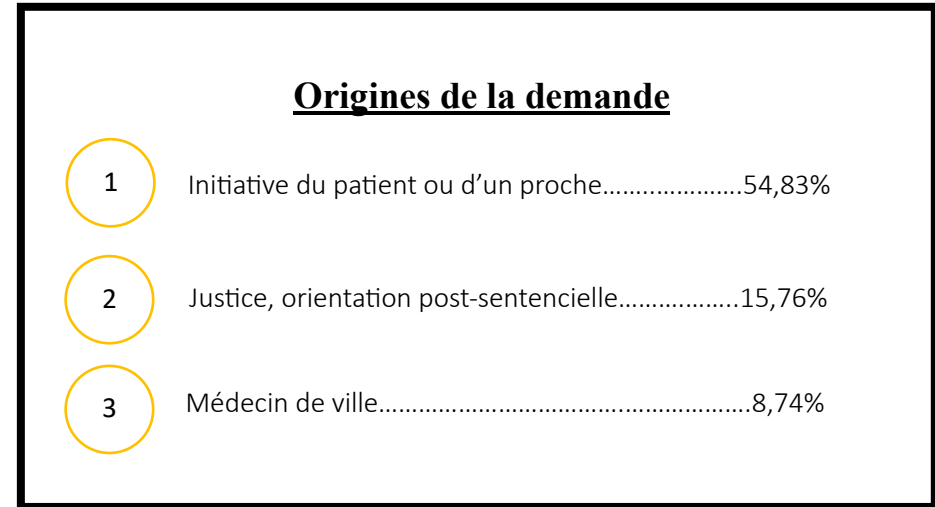 Origines de la demande
1 Initiative du patient ou d’un proche.…....…….…….54,83%
2 Justice, orientation post-sentencielle.…….….…...15,76%
3 Médecin de ville.………………………….…………….…….8,74%